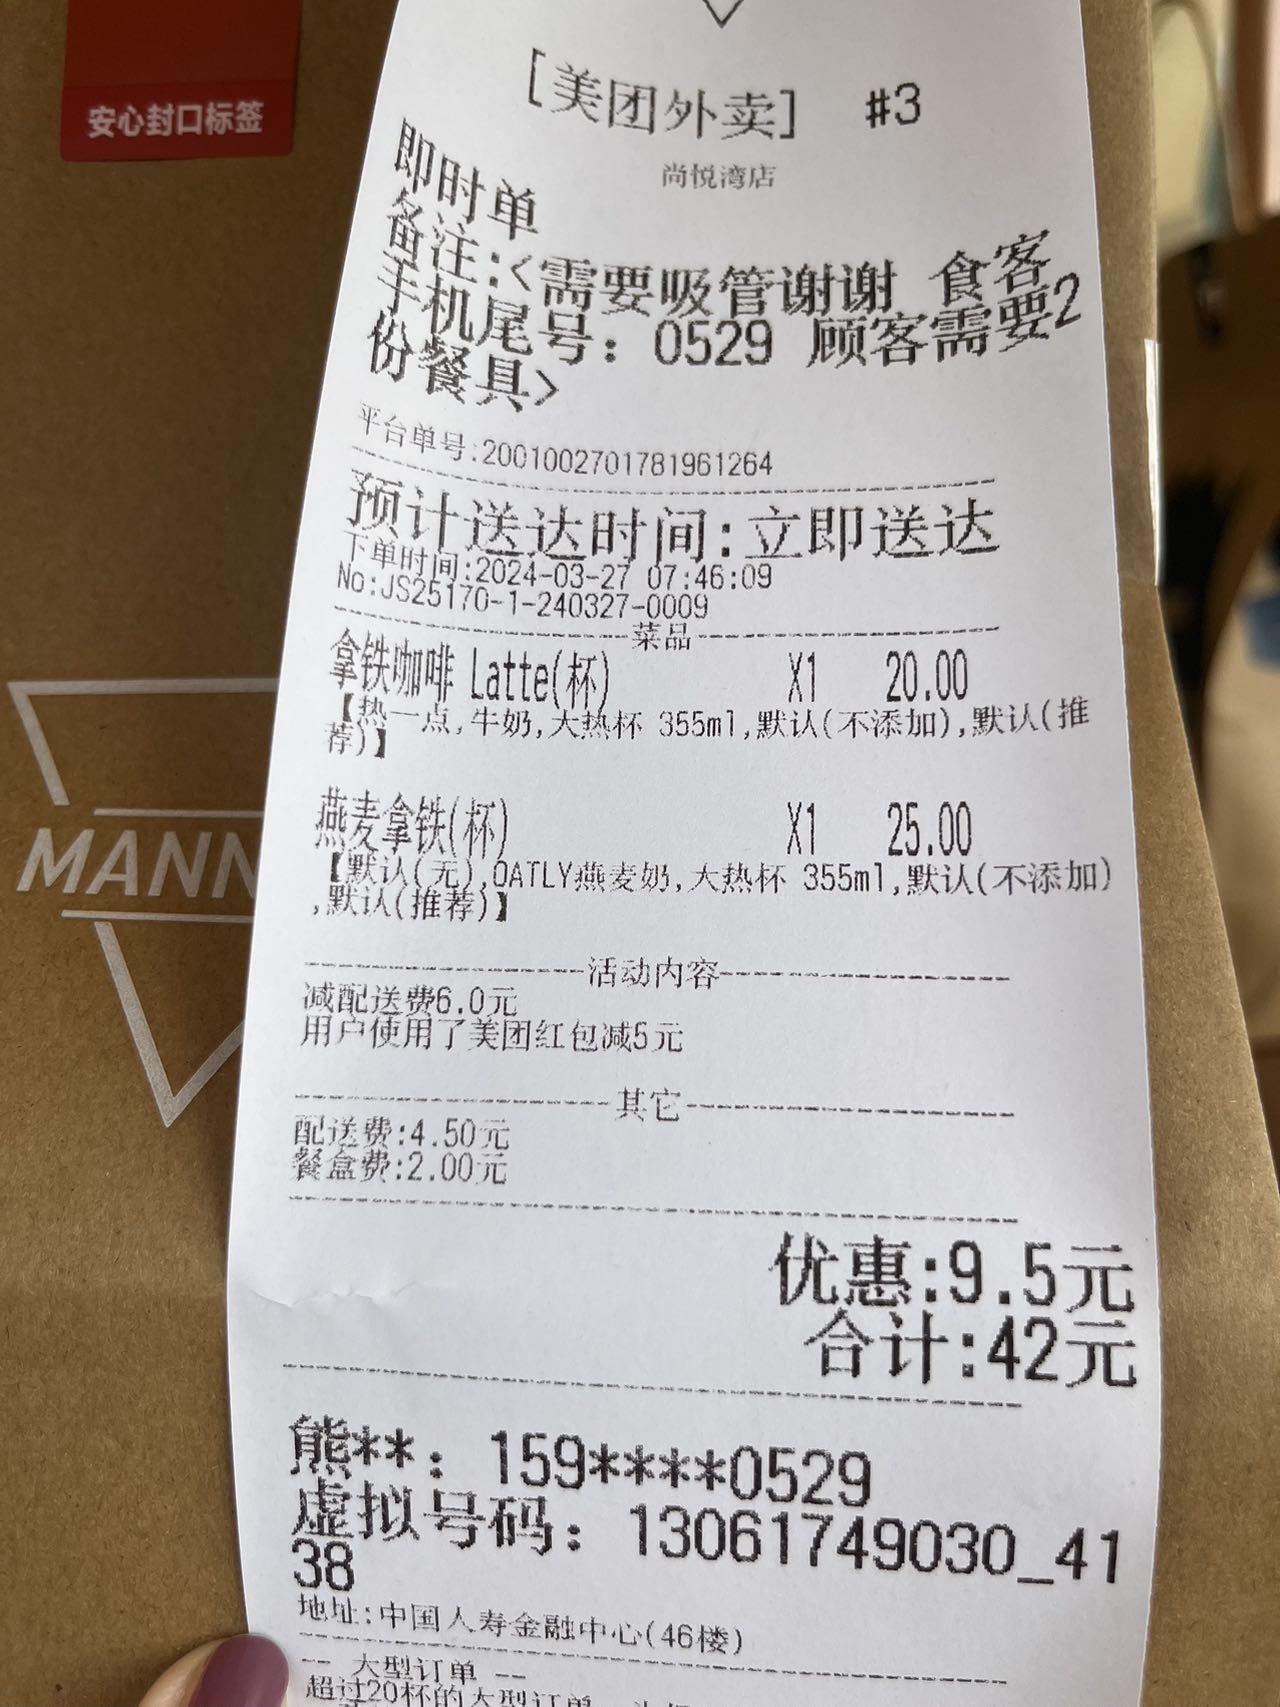 安心封口标签
[美团外卖] #3
尚悦湾店
即时单
备注:<需要吸管谢谢 食客
手机尾号: 0529 顾客需要2
份餐具>
平台单号:2001002701781961264
预计送达时间:立即送达
下单时间:2024-03-27 07:46:09
No:JS25170-1-240327-0009
菜品
拿铁咖啡 Latte(杯) X1 20.00
【热一点,牛奶,大热杯 355ml,默认(不添加),默认(推
荐)】
燕麦拿铁(杯) X1 25.00
【默认(无),OATLY燕麦奶,大热杯 355ml,默认(不添加)
,默认(推荐)】
活动内容
减配送费6.0元
用户使用了美团红包减5元
其它
配送费:4.50元
餐盒费:2.00元
优惠:9.5元
合计:42元
熊**: 159****0529
虚拟号码: 13061749030_41
38
地址:中国人寿金融中心(46楼)
-- 大型订单 --
超过20杯的大型订单
MANN